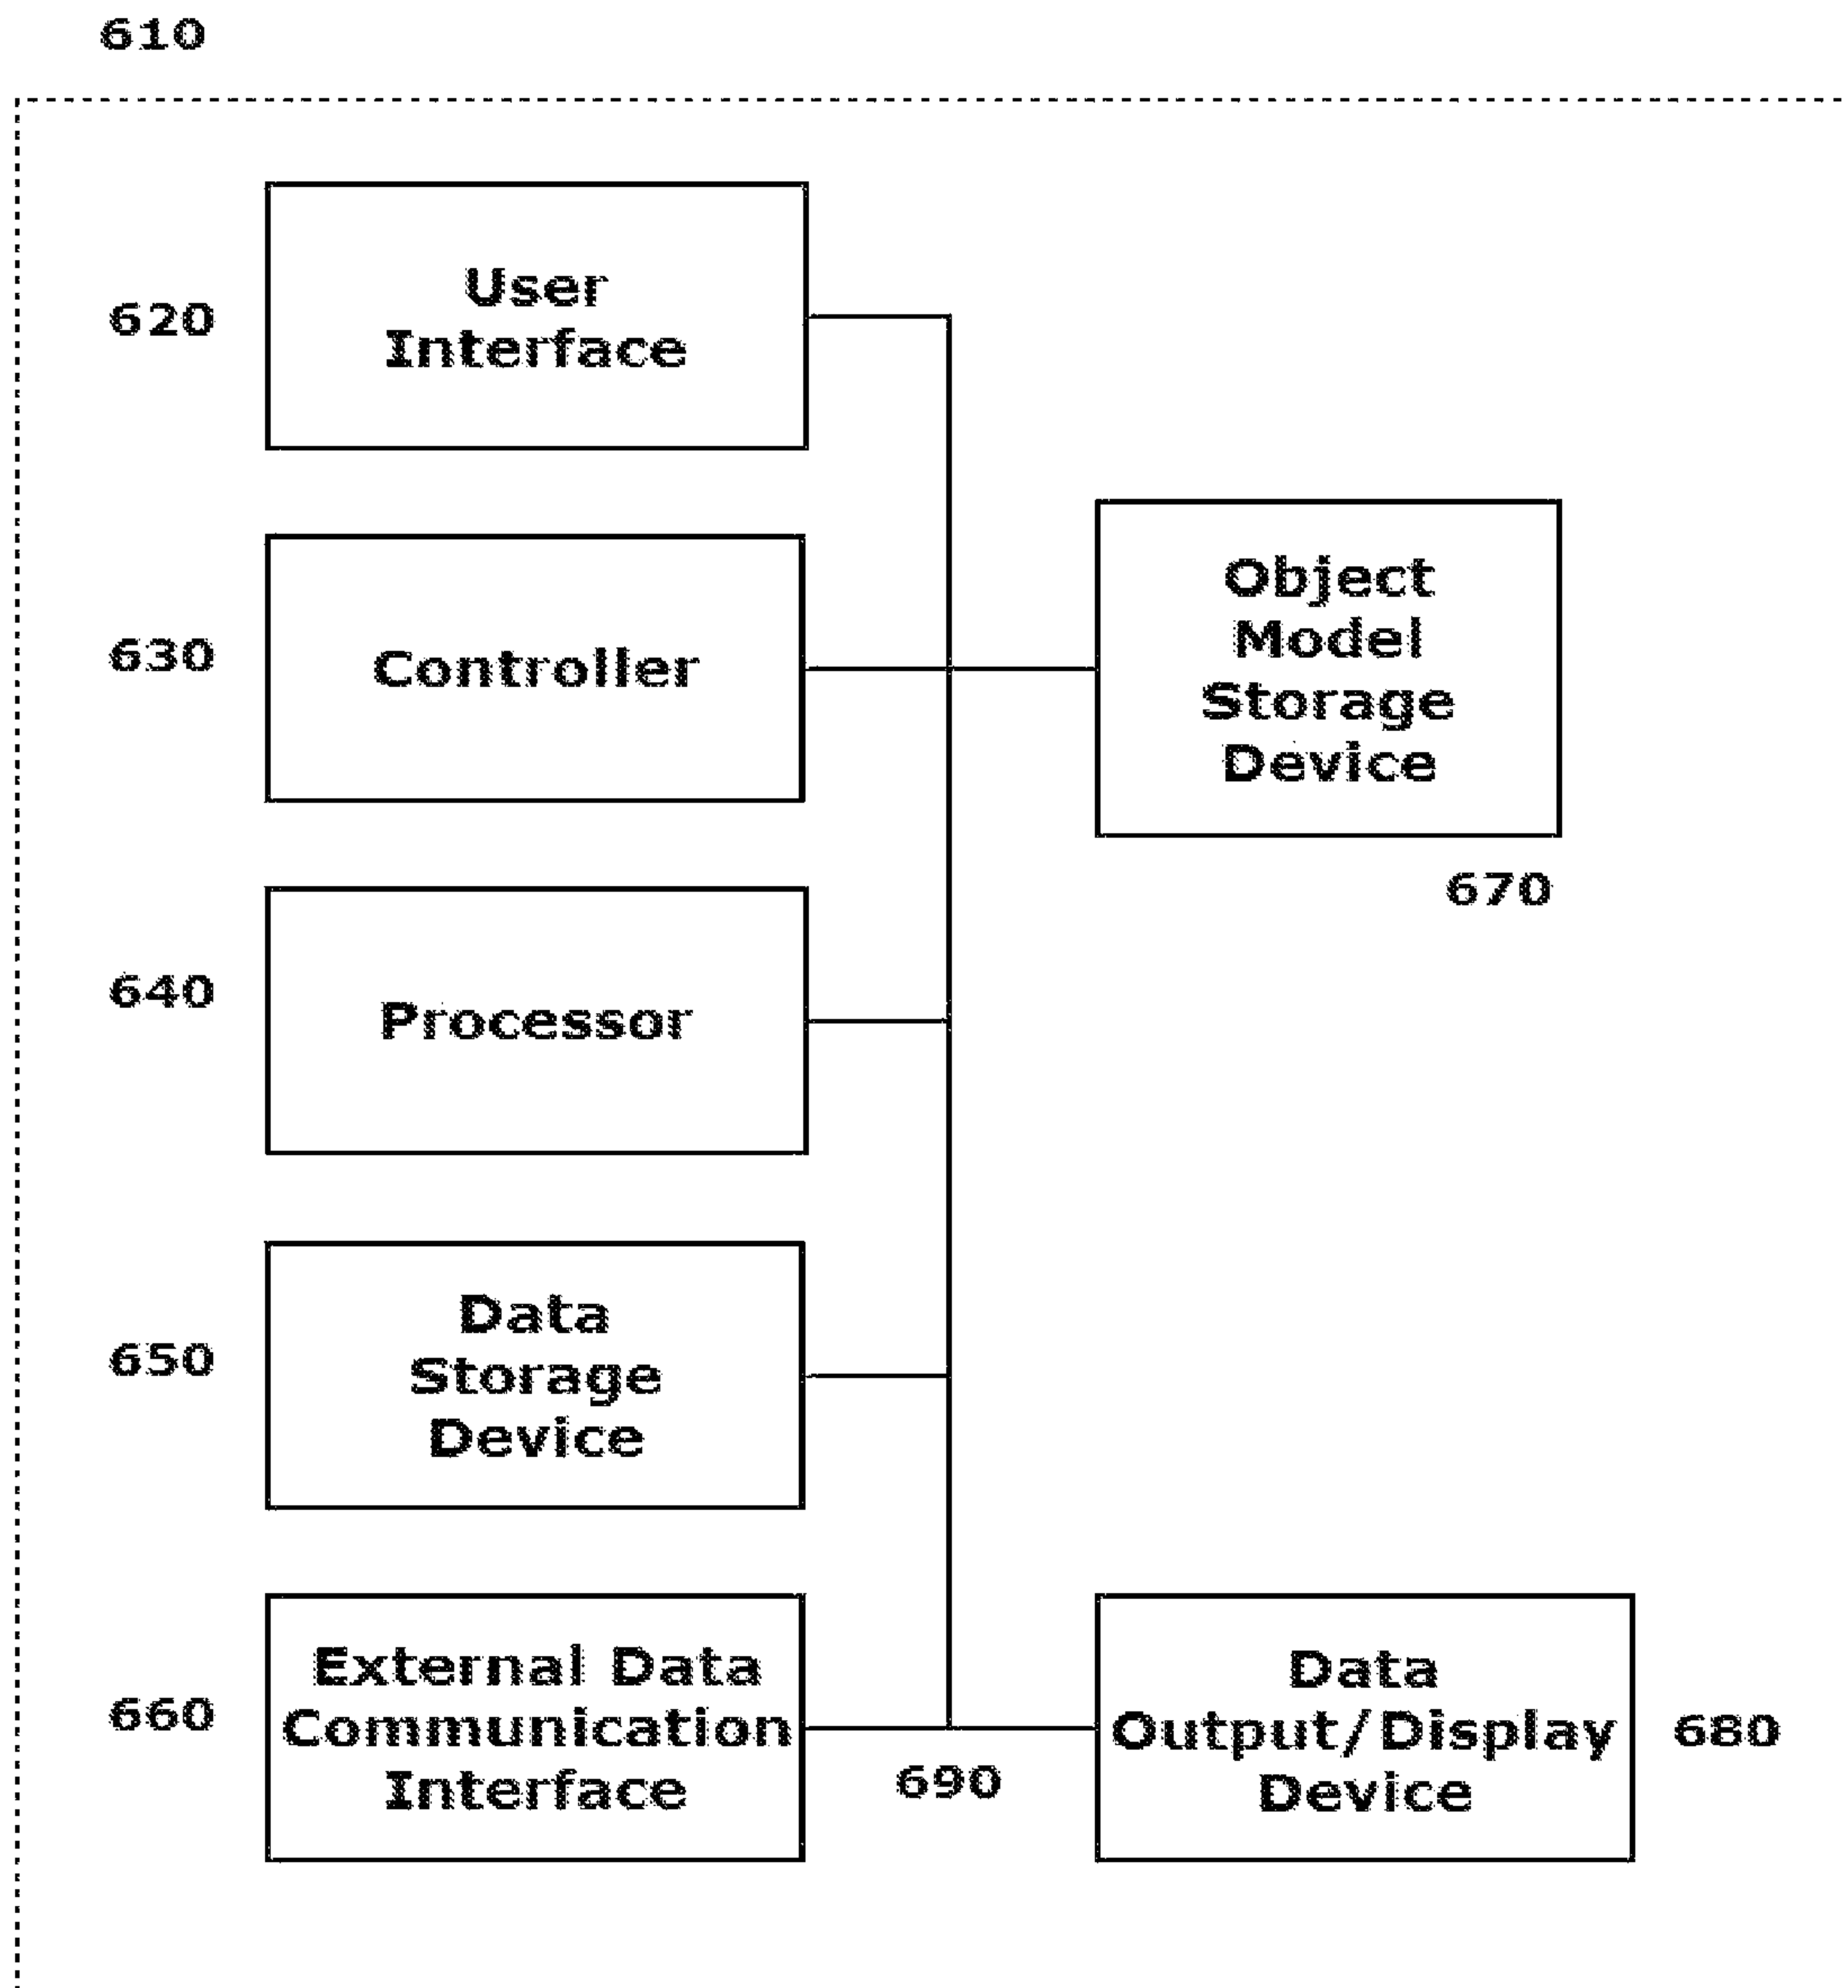 610
620
User
Interface
630
Controller
Object
Model
Storage
Device
670
640
Processor
650
Data
Storage
Device
660
External Data
Communication
Interface
690
Data
Output/Display
Device
680